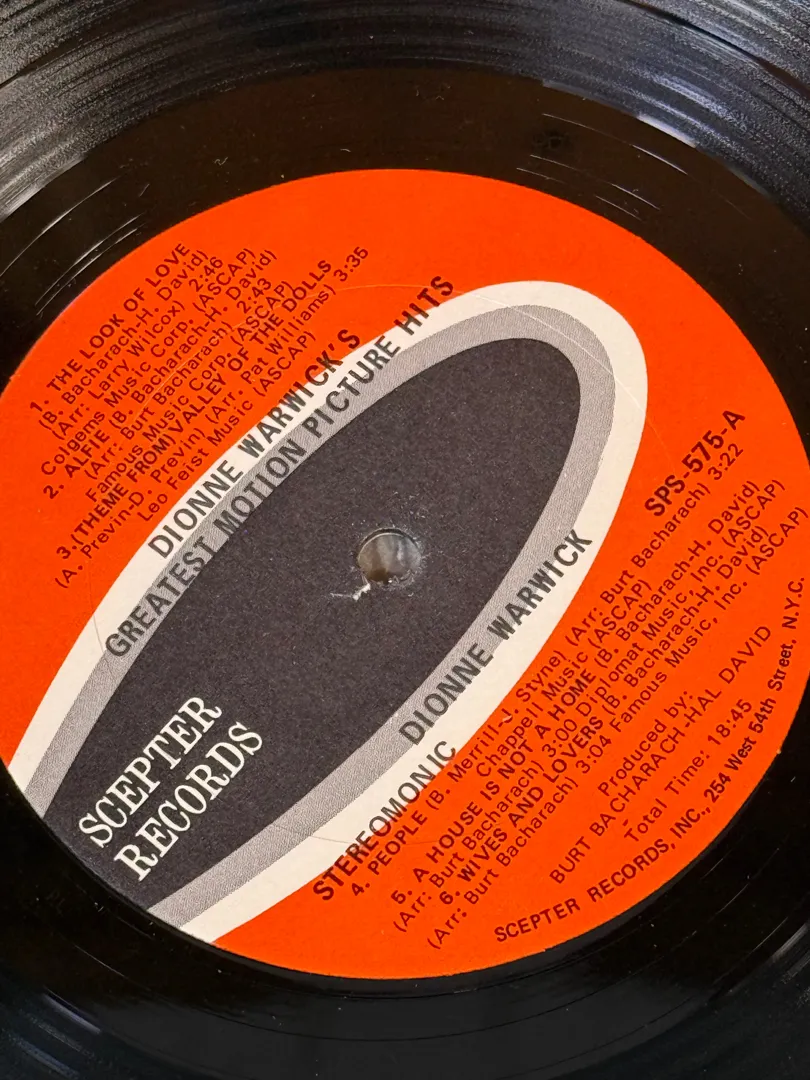 1. THE LOOK OF LOVE
(B. Bacharach-H. David)
(Arr: Larry Wilcox) 2:46
Colgems Music Corp. (ASCAP)
2. ALFIE (B. Bacharach-H. David)
(Arr: Burt Bacharach) 2:43
Famous Music Corp. (ASCAP)
3.(THEME FROM) VALLEY OF THE DOLLS
(A. Previn-D. Previn) (Arr. Pat Williams) 3:35
Leo Feist Music (ASCAP)
DIONNE WARWICK'S
GREATEST MOTION PICTURE HITS
SCEPTER
RECORDS
DIONNE WARWICK
STEREOMONIC
SPS-575-A
4. PEOPLE (B. Merrill-J. Styne) (Arr: Burt Bacharach) 3:22
Chappell Music (ASCAP)
5. A HOUSE IS NOT A HOME (B. Bacharach-H. David)
(Arr: Burt Bacharach) 3:00 Diplomat Music, Inc. (ASCAP)
6. WIVES AND LOVERS (B. Bacharach-H. David)
(Arr: Burt Bacharach) 3:04 Famous Music, Inc. (ASCAP)
Produced by:
BURT BACHARACH-HAL DAVID
Total Time: 18:45
SCEPTER RECORDS, INC., 254 West 54th Street, N.Y.C.